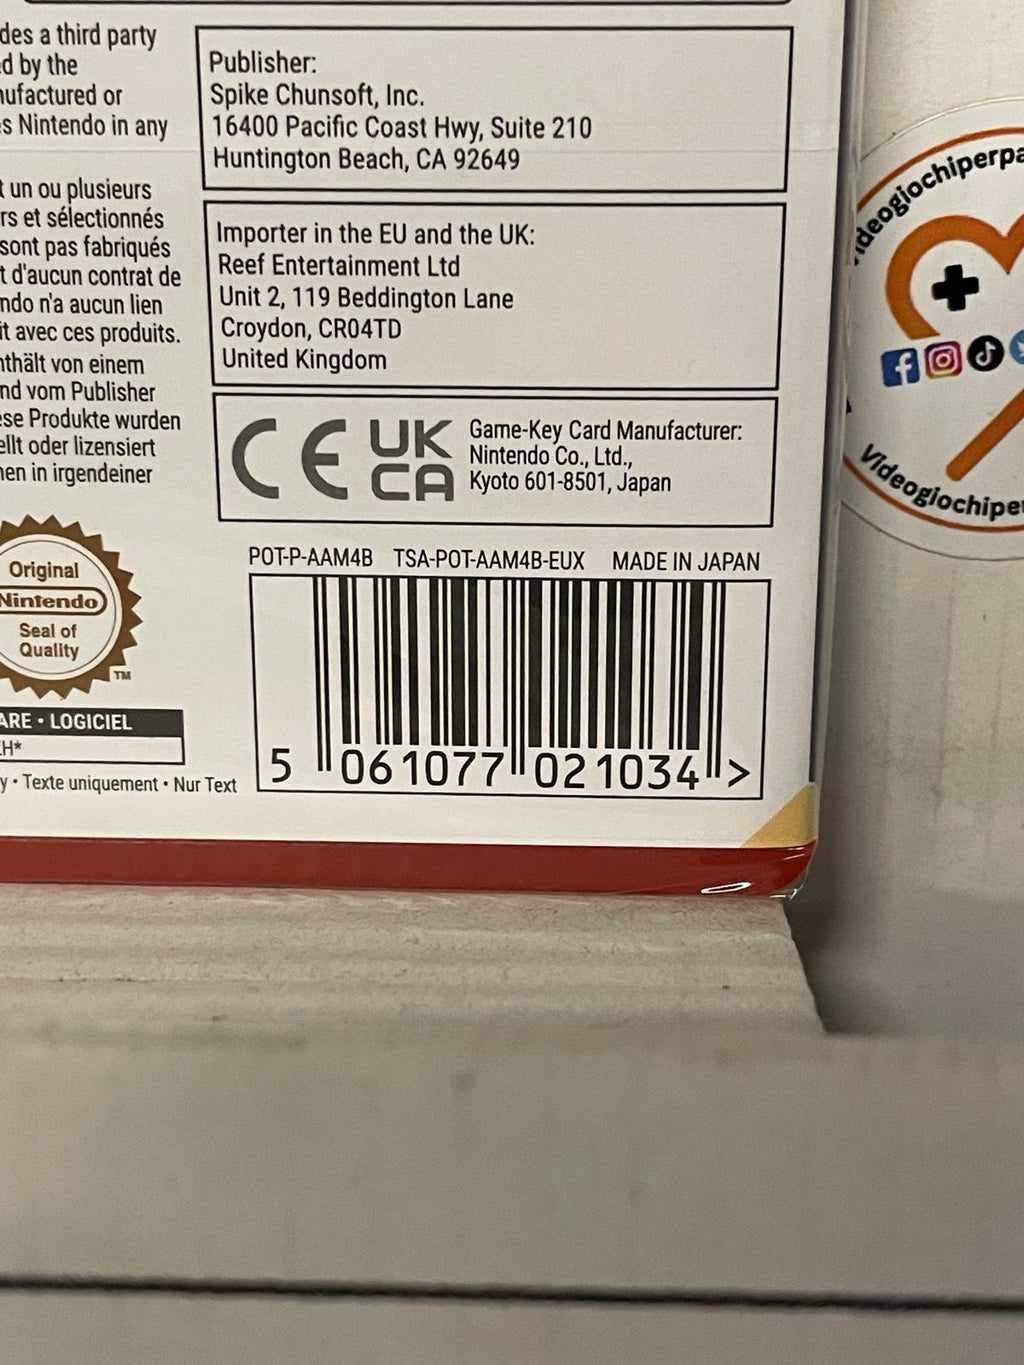 des a third party
d by the
nufactured or
s Nintendo in any
t un ou plusieurs
rs et sélectionnés
sont pas fabriqués
t d'aucun contrat de
ndo n'a aucun lien
it avec ces produits.
nthält von einem
nd vom Publisher
ese Produkte wurden
ellt oder lizensiert
nen in irgendeiner
Publisher:
Spike Chunsoft, Inc.
16400 Pacific Coast Hwy, Suite 210
Huntington Beach, CA 92649
Importer in the EU and the UK:
Reef Entertainment Ltd
Unit 2, 119 Beddington Lane
Croydon, CR04TD
United Kingdom
CE UK
CA
Game-Key Card Manufacturer:
Nintendo Co., Ltd.,
Kyoto 601-8501, Japan
Original
Nintendo
Seal of
Quality
TM
POT-P-AAM4B TSA-POT-AAM4B-EUX MADE IN JAPAN
5 061077 021034 >
ARE • LOGICIEL
CH*
y • Texte uniquement • Nur Text
Videogiochiperpa
Videogiochipe